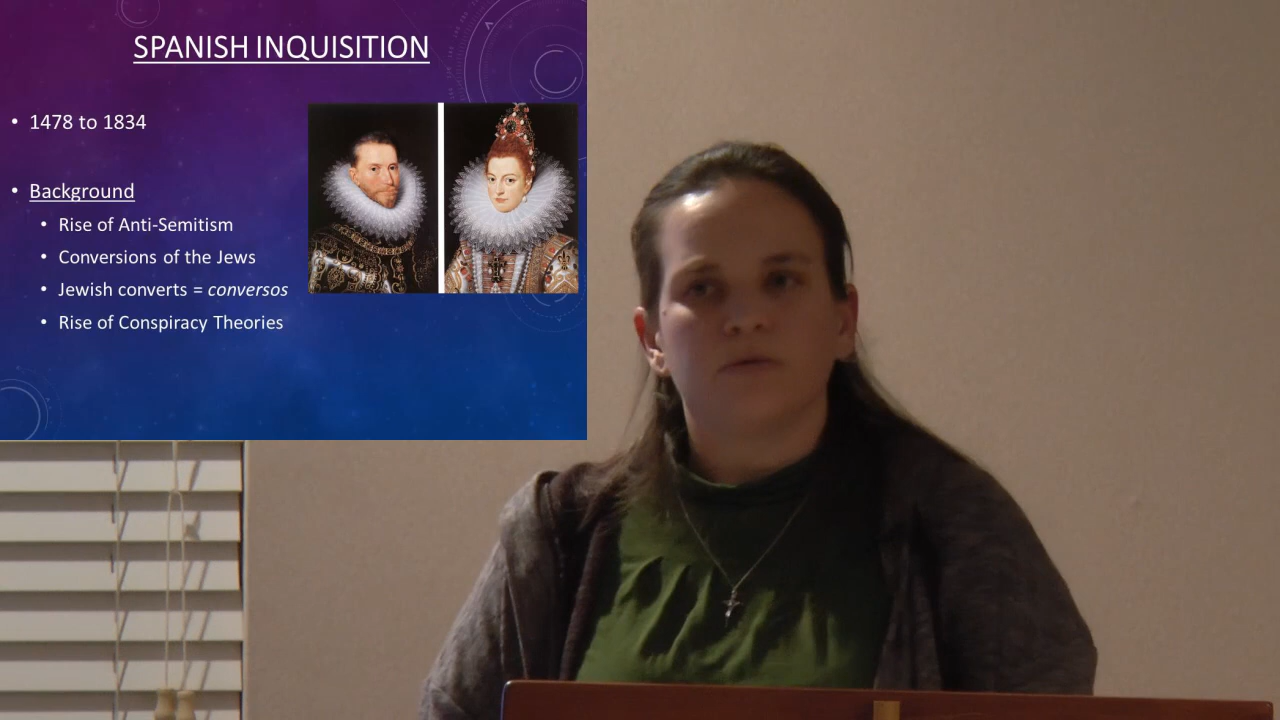 SPANISH INQUISITION
• 1478 to 1834
• Background
• Rise of Anti-Semitism
• Conversions of the Jews
• Jewish converts = conversos
• Rise of Conspiracy Theories